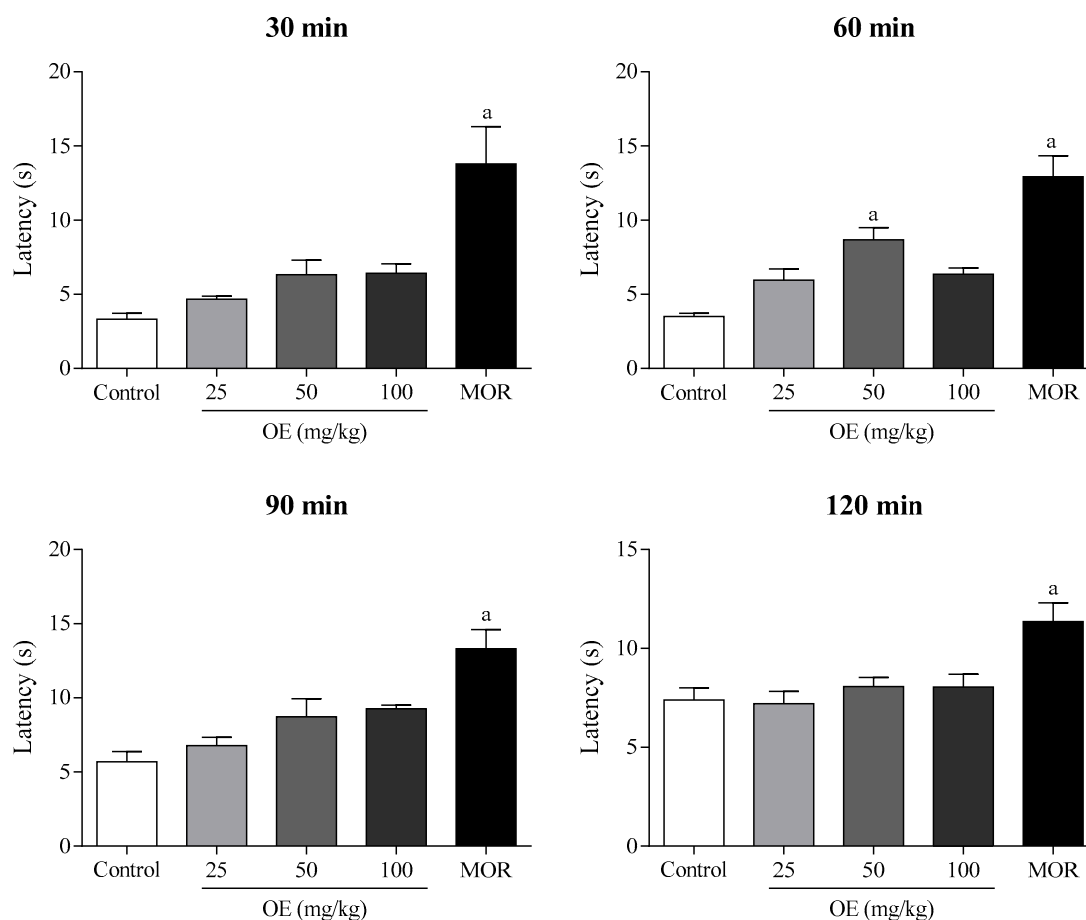 30 min
Latency (s)
20
15
10
5
0
a
Control 25 50 100 MOR
OE (mg/kg)
60 min
Latency (s)
20
15
10
5
0
a
a
Control 25 50 100 MOR
OE (mg/kg)
90 min
Latency (s)
20
15
10
5
0
a
Control 25 50 100 MOR
OE (mg/kg)
120 min
Latency (s)
15
10
5
0
a
Control 25 50 100 MOR
OE (mg/kg)